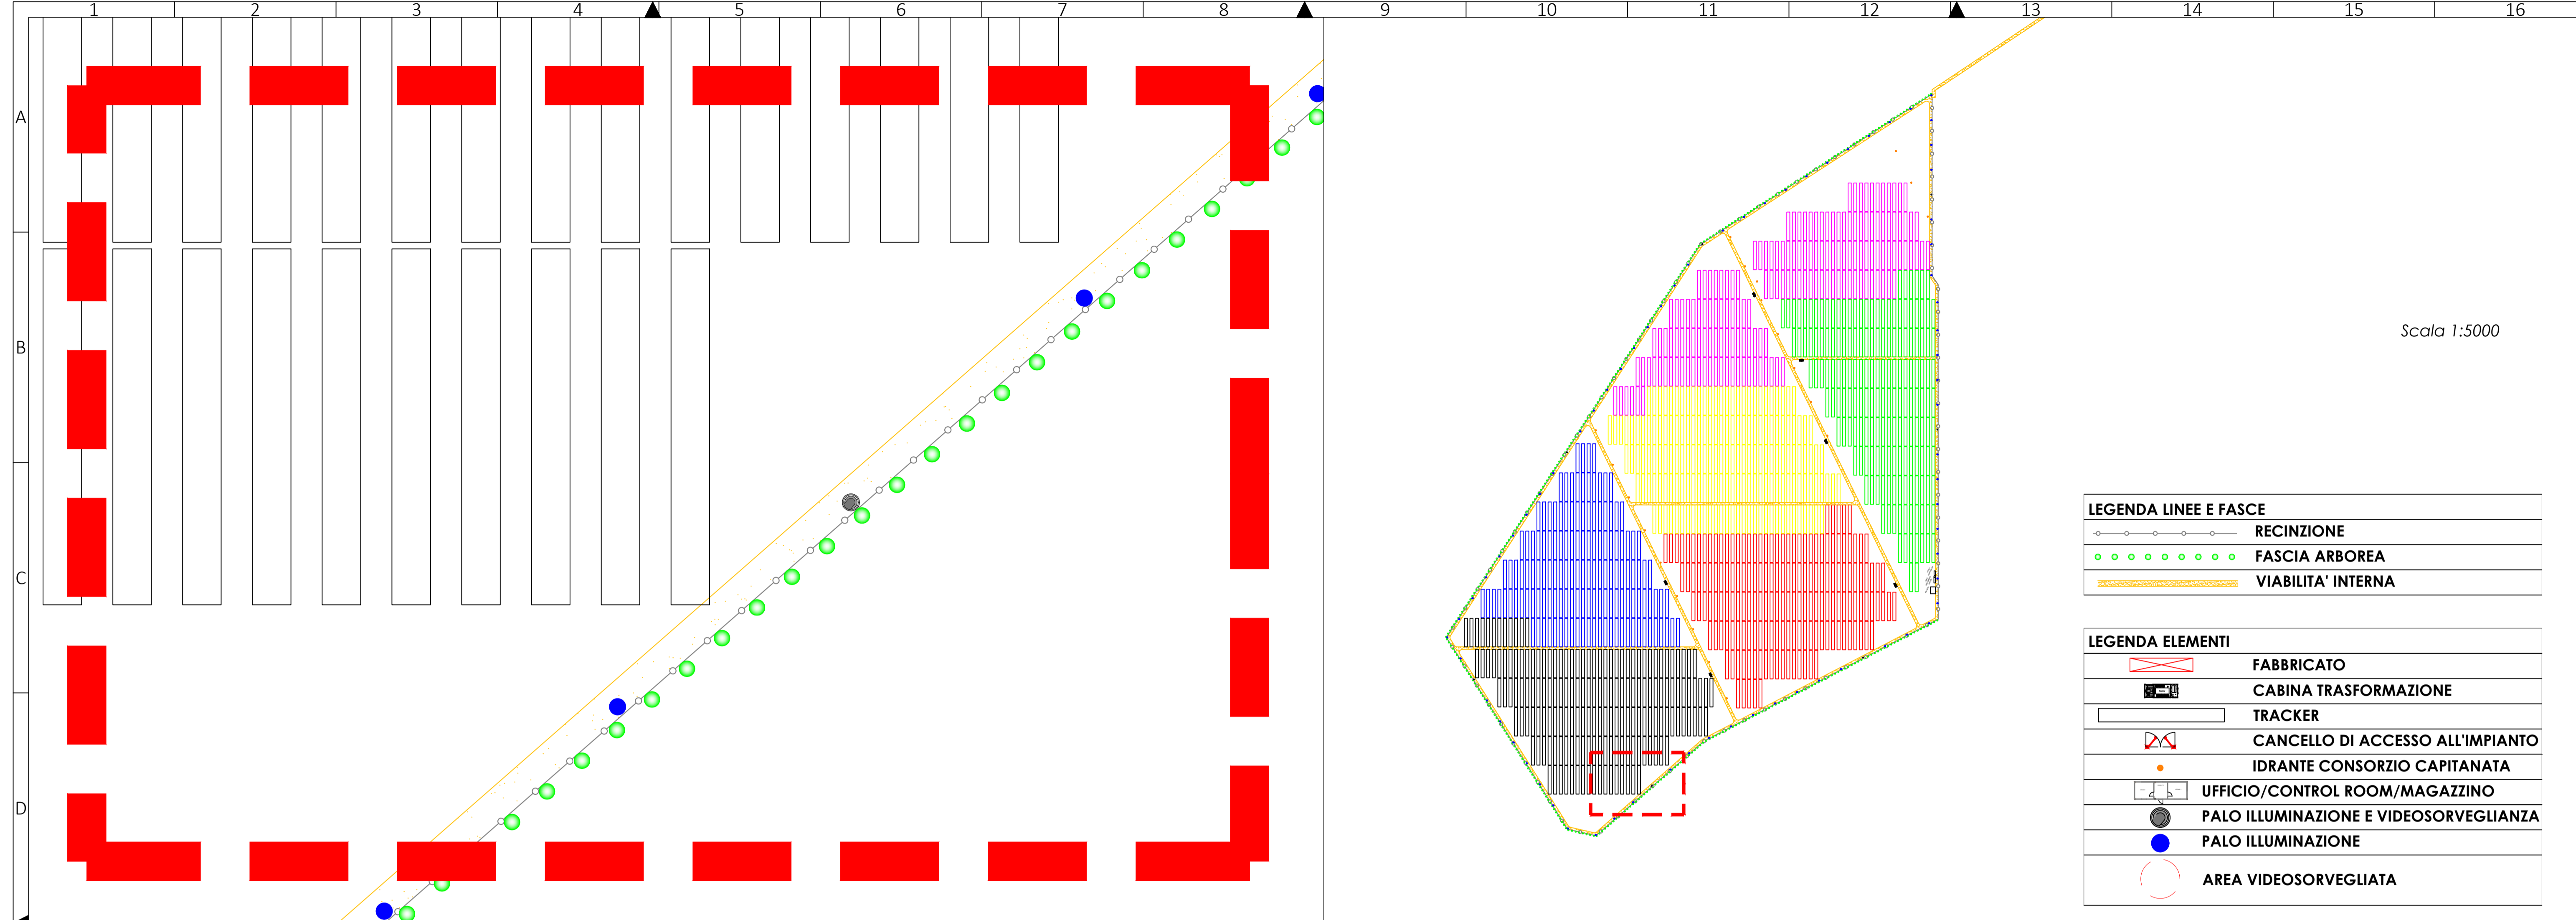 1 2 3 4 5 6 7 8 9 10 11 12 13 14 15 16
A
B
C
D
Scala 1:5000
LEGENDA LINEE E FASCE
RECINZIONE
FASCIA ARBOREA
VIABILITA' INTERNA
LEGENDA ELEMENTI
FABBRICATO
CABINA TRASFORMAZIONE
TRACKER
CANCELLO DI ACCESSO ALL'IMPIANTO
IDRANTE CONSORZIO CAPITANATA
UFFICIO/CONTROL ROOM/MAGAZZINO
PALO ILLUMINAZIONE E VIDEOSORVEGLIANZA
PALO ILLUMINAZIONE
AREA VIDEOSORVEGLIATA